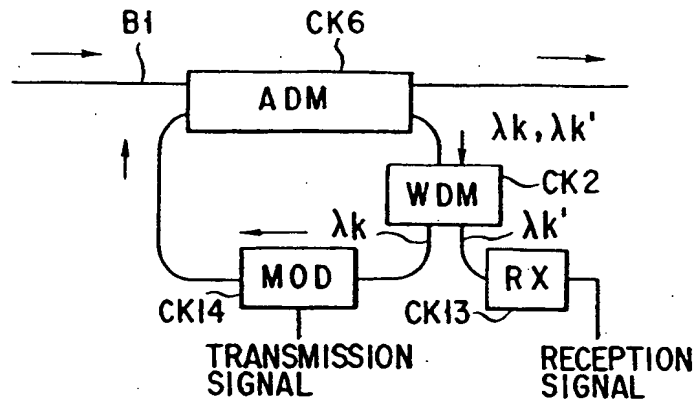 B1
CK6
ADM
λk, λk'
WDM
CK2
λk
λk'
MOD
RX
CK14
CK13
TRANSMISSION
SIGNAL
RECEPTION
SIGNAL